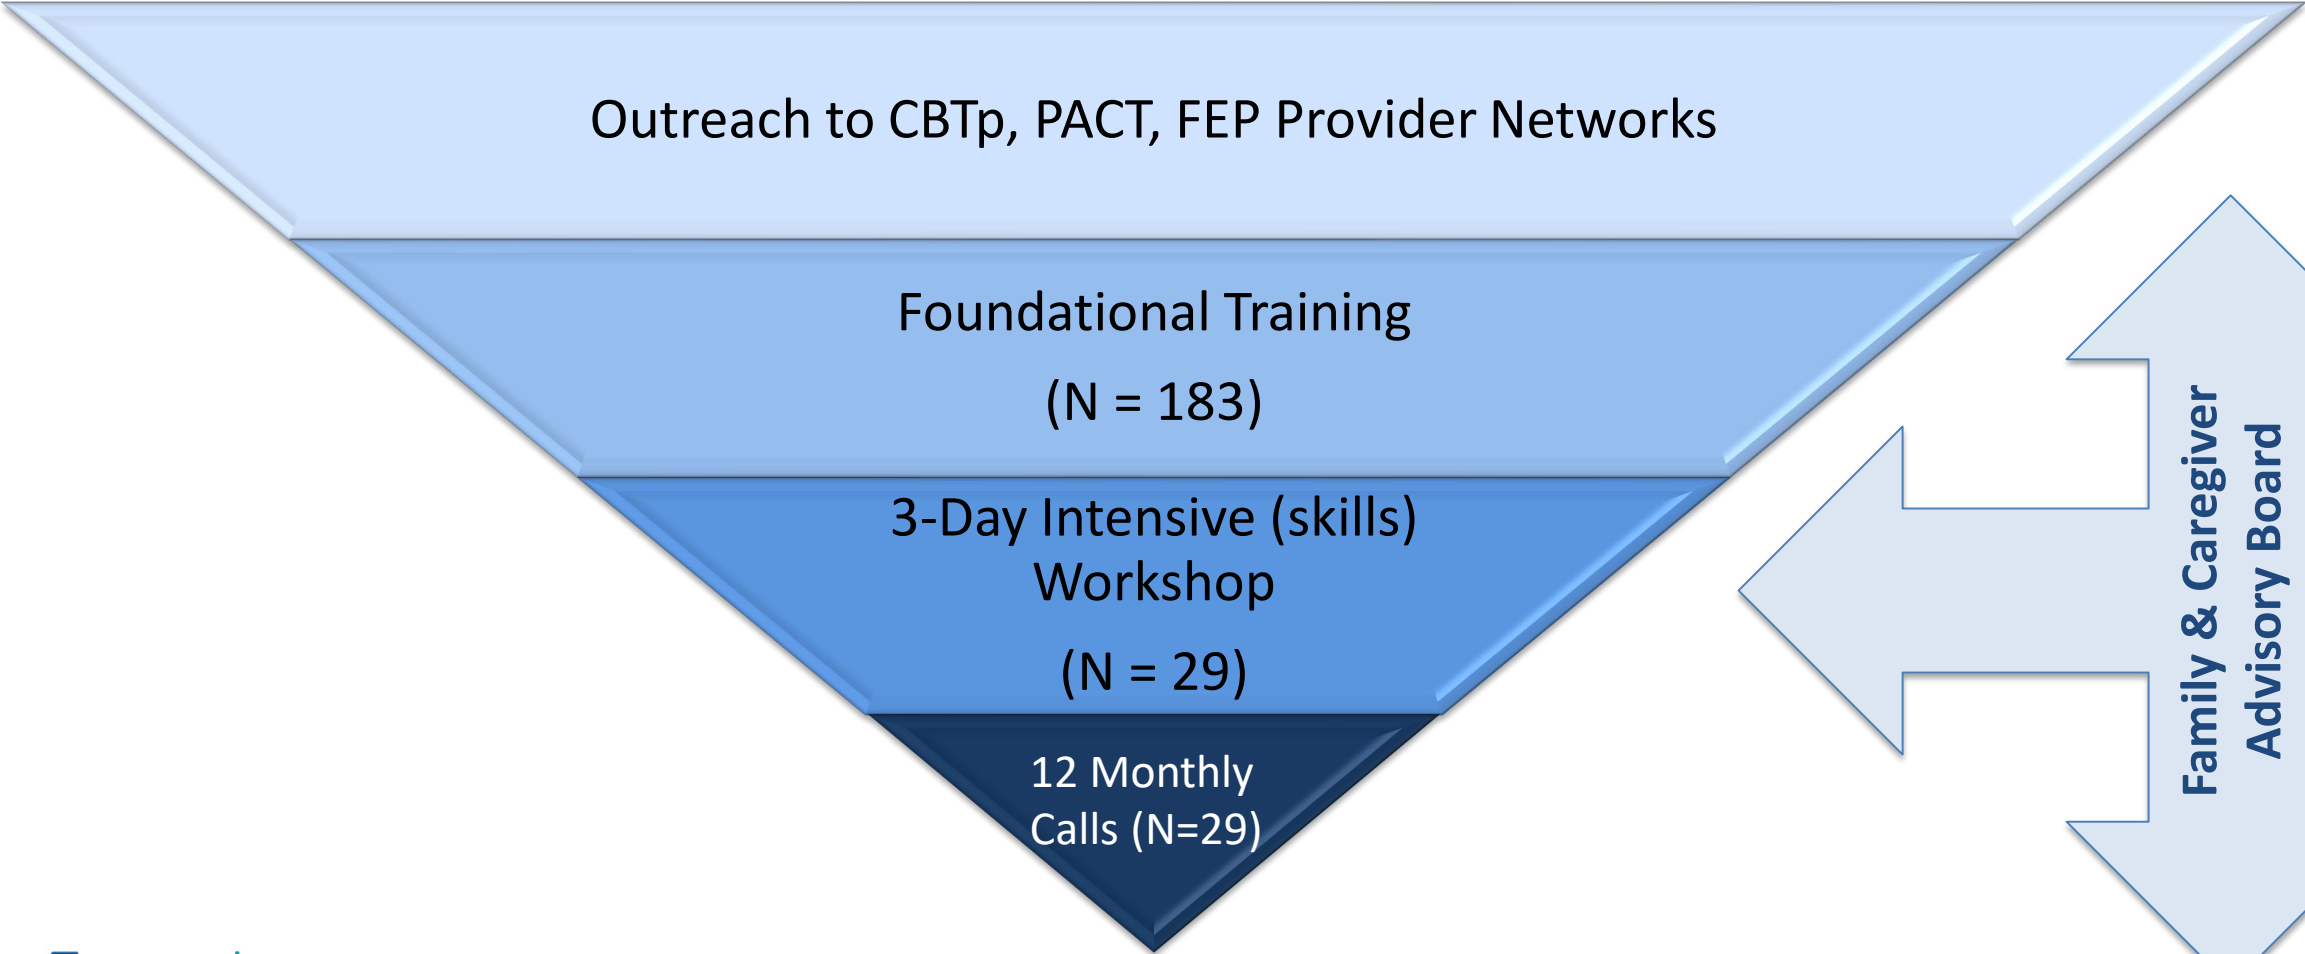 Outreach to CBTp, PACT, FEP Provider Networks
Foundational Training
(N = 183)
3-Day Intensive (skills)
Workshop
(N = 29)
12 Monthly
Calls (N=29)
Family & Caregiver
Advisory Board